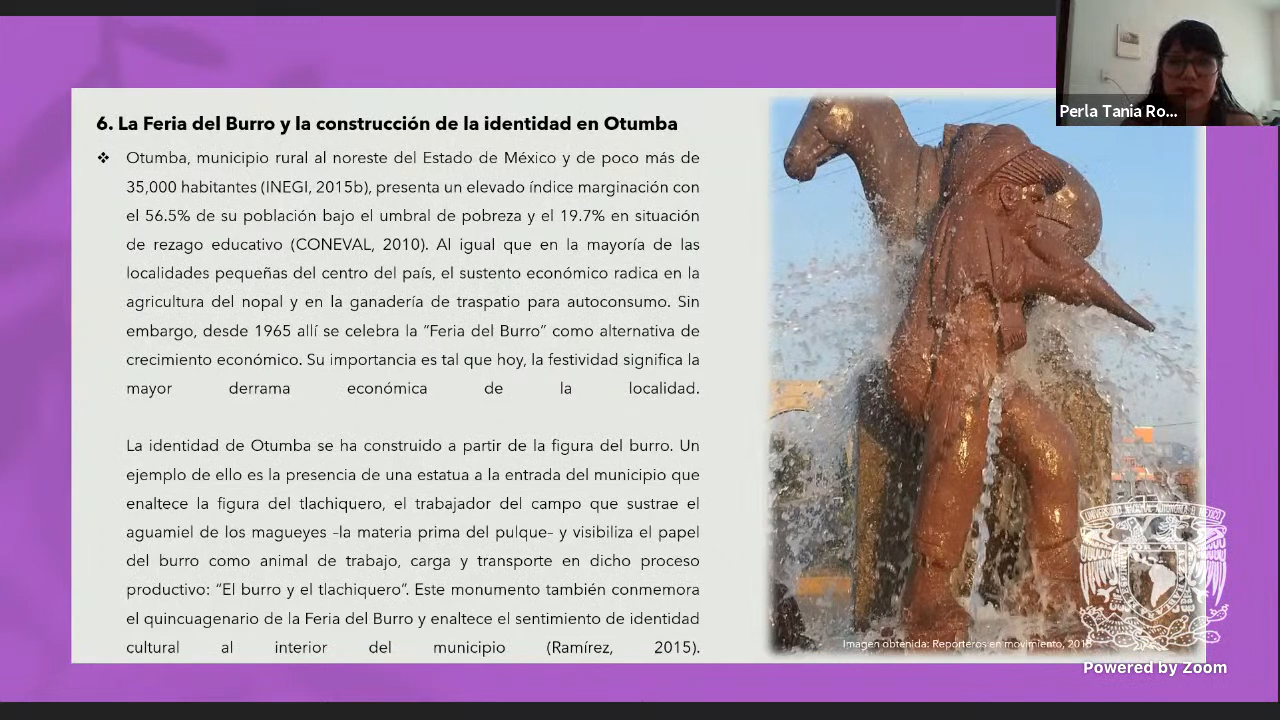 6. La Feria del Burro y la construcción de la identidad en Otumba
❖ Otumba, municipio rural al noreste del Estado de México y de poco más de
35,000 habitantes (INEGI, 2015b), presenta un elevado índice marginación con
el 56.5% de su población bajo el umbral de pobreza y el 19.7% en situación
de rezago educativo (CONEVAL, 2010). Al igual que en la mayoría de las
localidades pequeñas del centro del país, el sustento económico radica en la
agricultura del nopal y en la ganadería de traspatio para autoconsumo. Sin
embargo, desde 1965 allí se celebra la “Feria del Burro” como alternativa de
crecimiento económico. Su importancia es tal que hoy, la festividad significa la
mayor derrama económica de la localidad.
La identidad de Otumba se ha construido a partir de la figura del burro. Un
ejemplo de ello es la presencia de una estatua a la entrada del municipio que
enaltece la figura del tlachiquero, el trabajador del campo que sustrae el
aguamiel de los magueyes –la materia prima del pulque– y visibiliza el papel
del burro como animal de trabajo, carga y transporte en dicho proceso
productivo: “El burro y el tlachiquero”. Este monumento también conmemora
el quincuagenario de la Feria del Burro y enaltece el sentimiento de identidad
cultural al interior del municipio (Ramírez, 2015).
Perla Tania Ro...
Imagen obtenida: Reporteros en movimiento,
Powered by Zoom